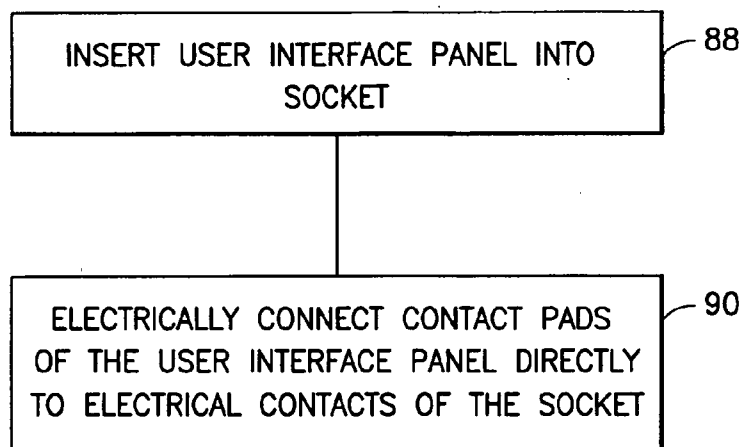 INSERT USER INTERFACE PANEL INTO
SOCKET
88
ELECTRICALLY CONNECT CONTACT PADS
OF THE USER INTERFACE PANEL DIRECTLY
TO ELECTRICAL CONTACTS OF THE SOCKET
90